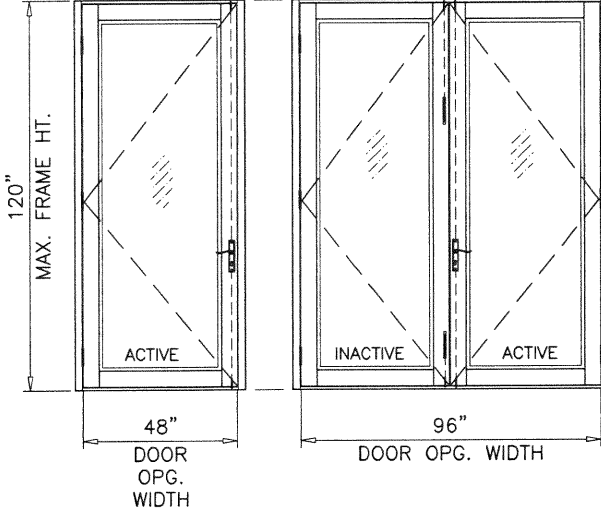 120"
MAX. FRAME HT.
ACTIVE
INACTIVE
ACTIVE
48"
DOOR
OPG.
WIDTH
96"
DOOR OPG. WIDTH